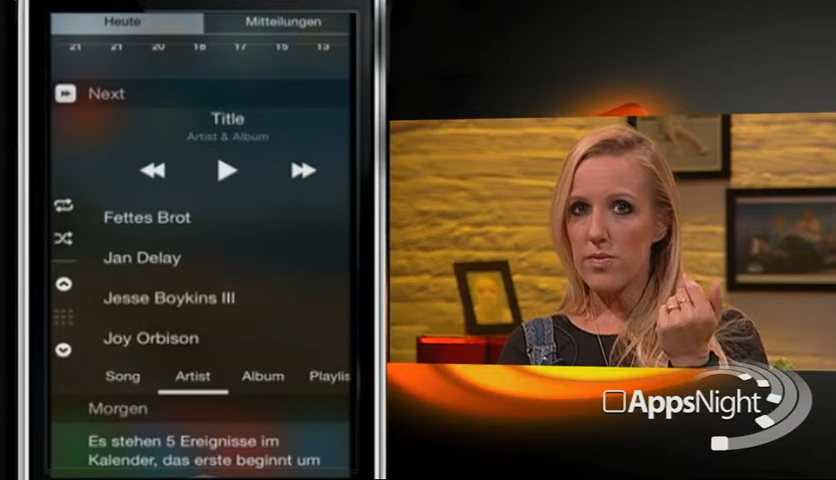 Heute
Mitteilungen
21 21 20 18 17 15 13
Next
Title
Artist & Album
Fettes Brot
Jan Delay
Jesse Boykins III
Joy Orbison
Song
Artist
Album
Playlis
Morgen
Es stehen 5 Ereignisse im
Kalender, das erste beginnt um
AppsNight